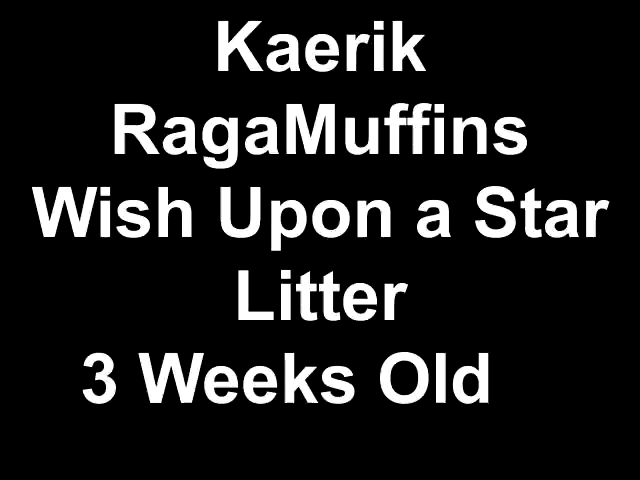 Kaerik
RagaMuffins
Wish Upon a Star
Litter
3 Weeks Old